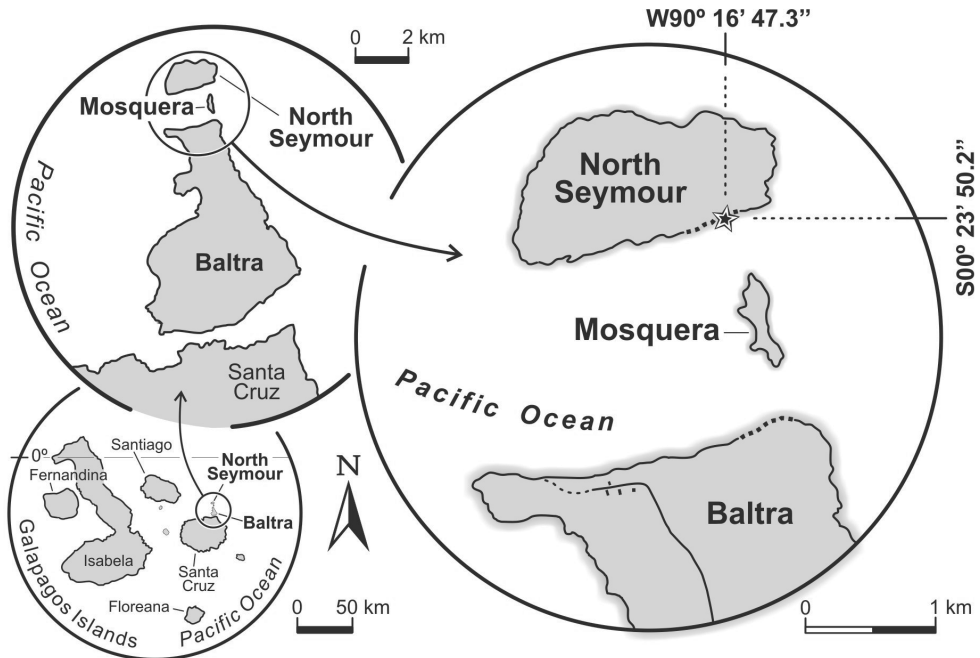 0 2 km
Mosquera
North
Seymour
Pacific Ocean
Baltra
Santa
Cruz
W90º 16’ 47.3”
S00º 23’ 50.2”
North
Seymour
Mosquera
Pacific Ocean
Baltra
0 1 km
0º
Santiago
Fernandina
North
Seymour
Baltra
Isabela
Santa
Cruz
Floreana
Galapagos Islands
Pacific Ocean
N
0 50 km